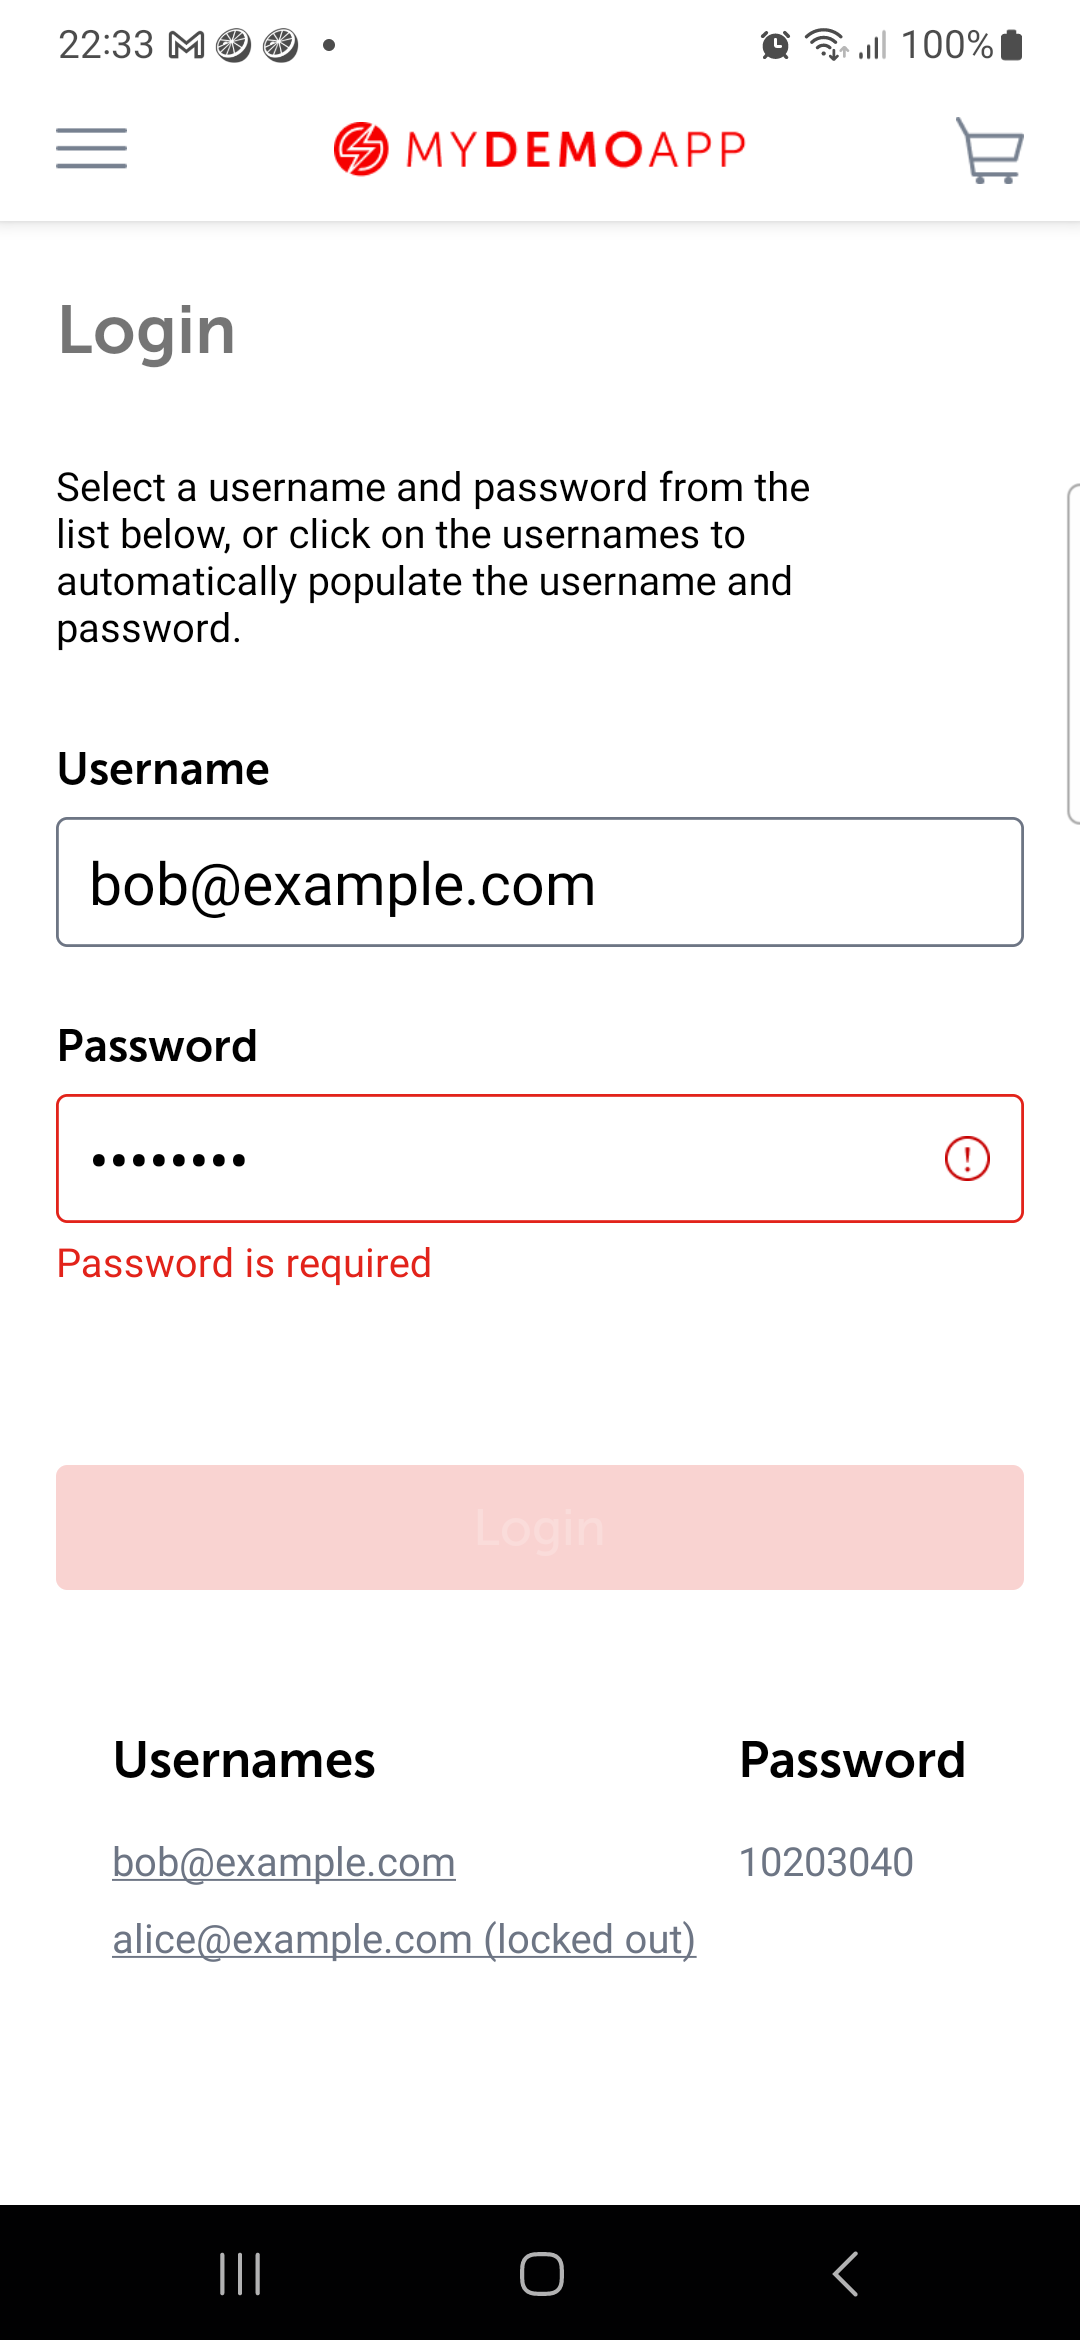 22:33
100%
MYDEMOAPP
Login
Select a username and password from the
list below, or click on the usernames to
automatically populate the username and
password.
Username
bob@example.com
Password
••••••••
Password is required
Login
Usernames Password
bob@example.com 10203040
alice@example.com (locked out)